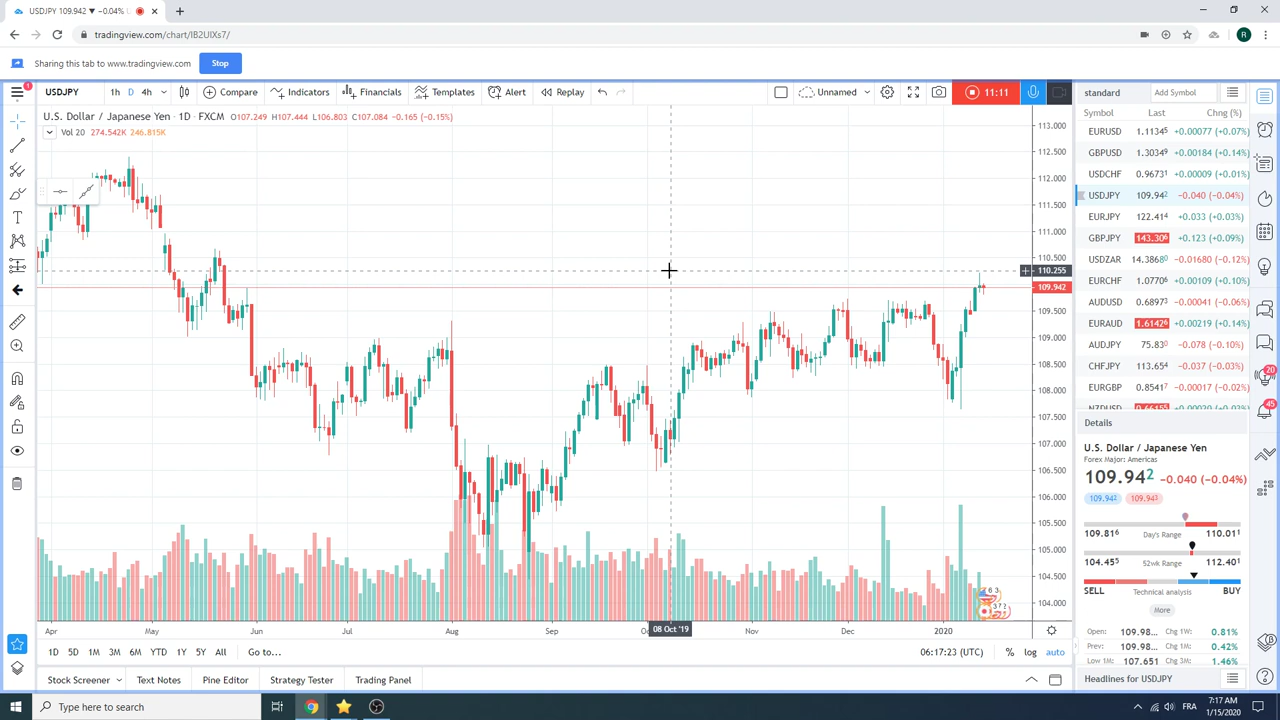 USDJPY 109.942 ▼ −0.04% U
tradingview.com/chart/IB2UIXs7/
R
Sharing this tab to www.tradingview.com
Stop
1
USDJPY
1h D 4h
Compare
Indicators
Financials
Templates
Alert
Replay
Unnamed
11:11
standard
Add Symbol
U.S. Dollar / Japanese Yen · 1D · FXCM O107.249 H107.444 L106.803 C107.084 −0.165 (−0.15%)
Vol 20 274.542K 246.815K
Symbol Last Chg (%)
EURUSD 1.1134⁵ +0.00077 (+0.07%)
GBPUSD 1.3034⁹ +0.00184 (+0.14%)
USDCHF 0.9673¹ +0.00009 (+0.01%)
USDJPY 109.94² −0.040 (−0.04%)
EURJPY 122.41⁴ +0.033 (+0.03%)
GBPJPY 143.30⁶ +0.123 (+0.09%)
USDZAR 14.3868⁰ −0.01680 (−0.12%)
EURCHF 1.0770⁶ +0.00109 (+0.10%)
AUDUSD 0.6897³ −0.00041 (−0.06%)
EURAUD 1.6142⁶ +0.00219 (+0.14%)
AUDJPY 75.83⁰ −0.078 (−0.10%)
CHFJPY 113.65⁴ −0.037 (−0.03%)
EURGBP 0.8541⁷ −0.00017 (−0.02%)
113.000
112.500
112.000
111.500
111.000
110.500
110.255
109.942
109.500
109.000
108.500
108.000
107.500
107.000
106.500
106.000
105.500
105.000
104.500
104.000
20
45
Details
U.S. Dollar / Japanese Yen
Forex Major: Americas
109.94² −0.040 (−0.04%)
109.94² 109.94³
109.81⁶ Day's Range 110.01¹
104.45⁵ 52wk Range 112.40¹
SELL Technical analysis BUY
More
Open: 109.98... Chg 1W: 0.81%
Prev: 109.98... Chg 1M: 0.42%
Low 1M: 107.651 Chg 3M: 1.46%
Headlines for USDJPY
Apr May Jun Jul Aug Sep 08 Oct '19 Nov Dec 2020
1D 5D 1M 3M 6M YTD 1Y 5Y All Go to...
06:17:23 (UTC) % log auto
Stock Screener
Text Notes
Pine Editor
Strategy Tester
Trading Panel
Type here to search
FRA
7:17 AM
1/15/2020